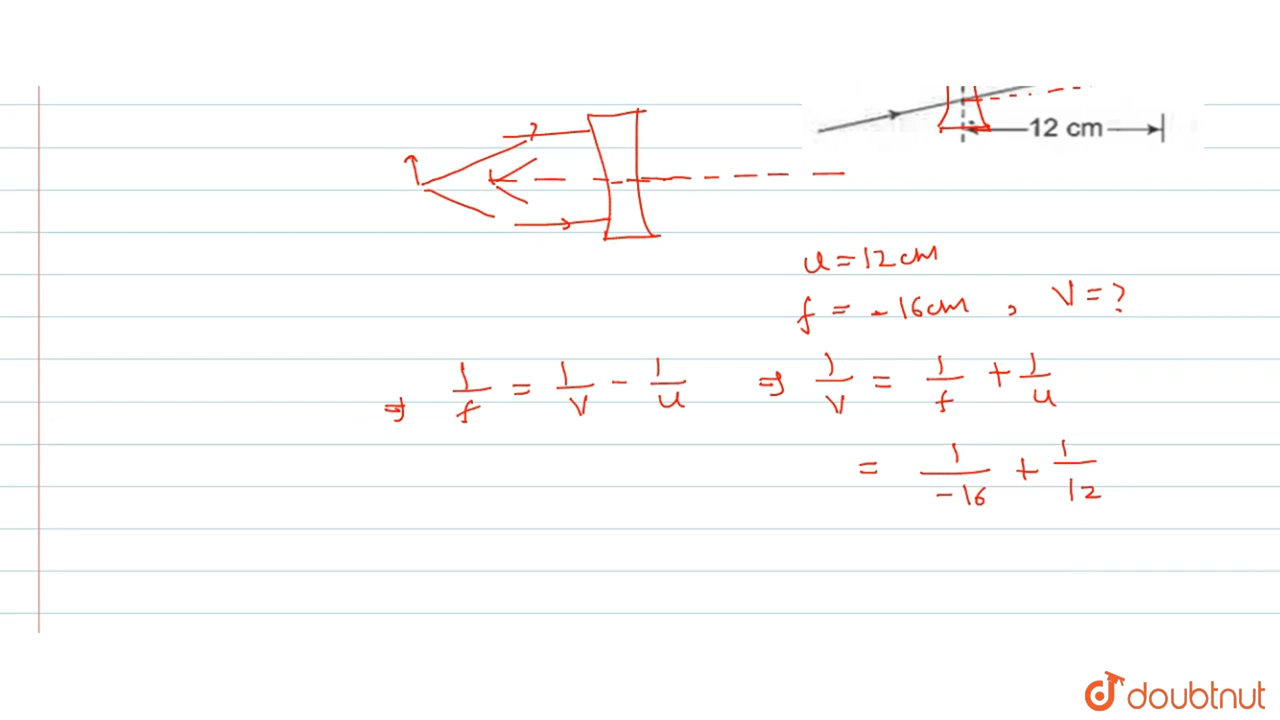 12 cm
u = 12 cm
f = - 16 cm , V = ?
⇒ 1/f = 1/V - 1/u ⇒ 1/V = 1/f + 1/u
= 1/-16 + 1/12
doubtnut